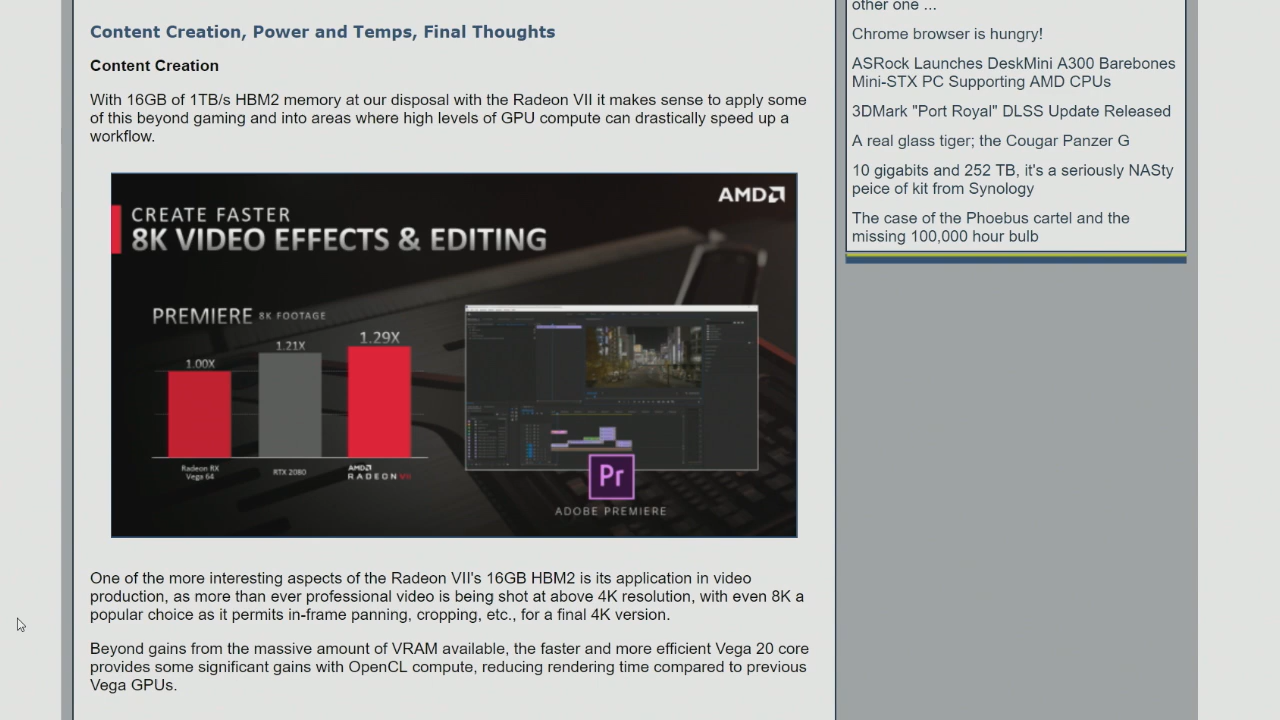 Content Creation, Power and Temps, Final Thoughts
Content Creation
With 16GB of 1TB/s HBM2 memory at our disposal with the Radeon VII it makes sense to apply some
of this beyond gaming and into areas where high levels of GPU compute can drastically speed up a
workflow.
AMD
CREATE FASTER
8K VIDEO EFFECTS & EDITING
PREMIERE 8K FOOTAGE
1.00X
1.21X
1.29X
Radeon RX
Vega 64
RTX 2080
AMD
RADEON VII
Pr
ADOBE PREMIERE
One of the more interesting aspects of the Radeon VII's 16GB HBM2 is its application in video
production, as more than ever professional video is being shot at above 4K resolution, with even 8K a
popular choice as it permits in-frame panning, cropping, etc., for a final 4K version.
Beyond gains from the massive amount of VRAM available, the faster and more efficient Vega 20 core
provides some significant gains with OpenCL compute, reducing rendering time compared to previous
Vega GPUs.
other one ...
Chrome browser is hungry!
ASRock Launches DeskMini A300 Barebones
Mini-STX PC Supporting AMD CPUs
3DMark "Port Royal" DLSS Update Released
A real glass tiger; the Cougar Panzer G
10 gigabits and 252 TB, it's a seriously NASty
peice of kit from Synology
The case of the Phoebus cartel and the
missing 100,000 hour bulb